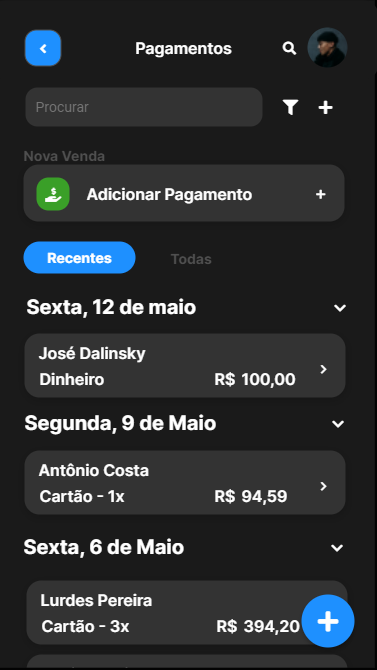 Pagamentos
Procurar
Nova Venda
Adicionar Pagamento
Recentes
Todas
Sexta, 12 de maio
José Dalinsky
Dinheiro R$ 100,00
Segunda, 9 de Maio
Antônio Costa
Cartão - 1x R$ 94,59
Sexta, 6 de Maio
Lurdes Pereira
Cartão - 3x R$ 394,20